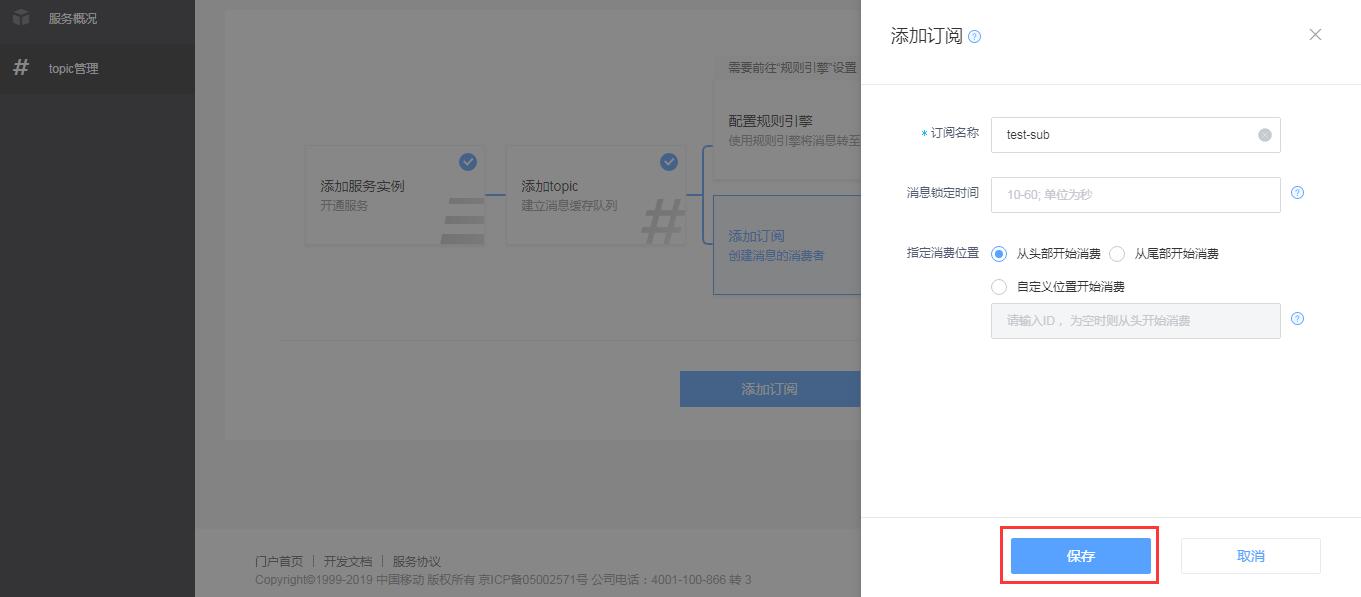 服务概况
# topic管理
需要前往“规则引擎”设置
配置规则引擎
使用规则引擎将消息转至
添加服务实例
开通服务
添加topic
建立消息缓存队列
#
添加订阅
创建消息的消费者
添加订阅
门户首页 | 开发文档 | 服务协议
Copyright©1999-2019 中国移动 版权所有 京ICP备05002571号 公司电话：4001-100-866 转 3
添加订阅 ?
* 订阅名称 test-sub
消息锁定时间 10-60; 单位为秒 ?
指定消费位置 从头部开始消费 从尾部开始消费
自定义位置开始消费
请输入ID ，为空时则从头开始消费 ?
保存 取消